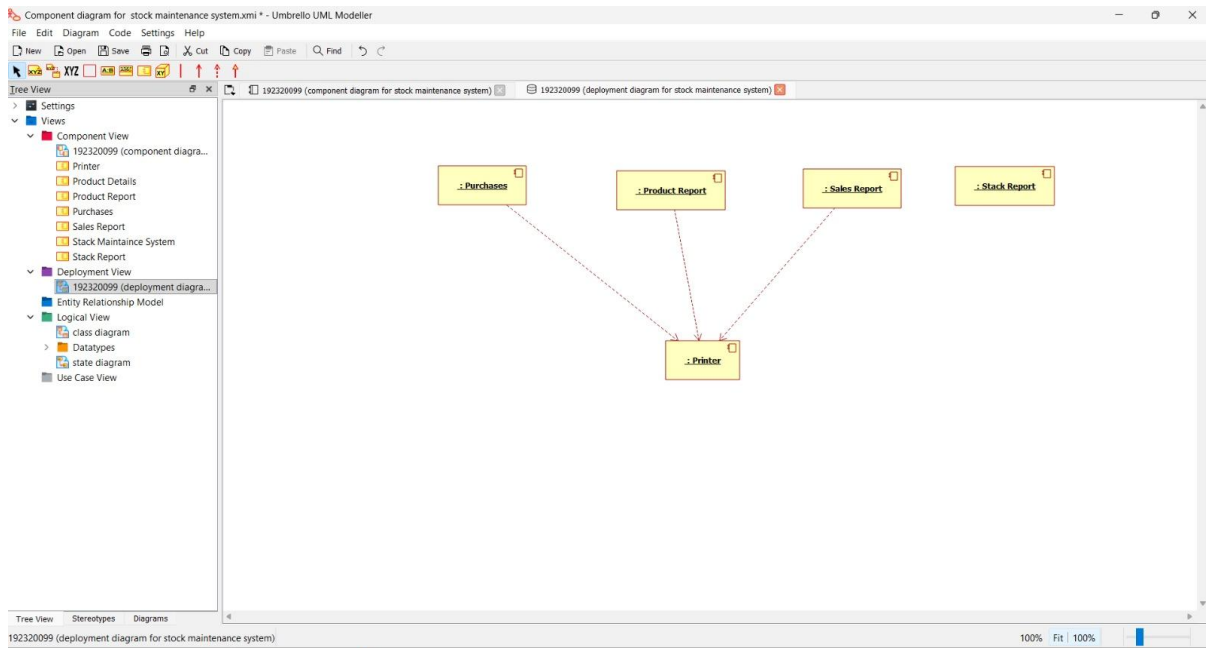 Component diagram for stock maintenance system.xmi * - Umbrello UML Modeller
File Edit Diagram Code Settings Help
New Open Save Cut Copy Paste Find
XYZ XYZ A:B ABC XY
Tree View
192320099 (component diagram for stock maintenance system)
192320099 (deployment diagram for stock maintenance system)
Settings
Views
Component View
192320099 (component diagra...
Printer
Product Details
Product Report
Purchases
Sales Report
Stack Maintaince System
Stack Report
Deployment View
192320099 (deployment diagra...
Entity Relationship Model
Logical View
class diagram
Datatypes
state diagram
Use Case View
: Purchases
: Product Report
: Sales Report
: Stack Report
: Printer
Tree View Stereotypes Diagrams
192320099 (deployment diagram for stock maintenance system)
100% Fit 100%